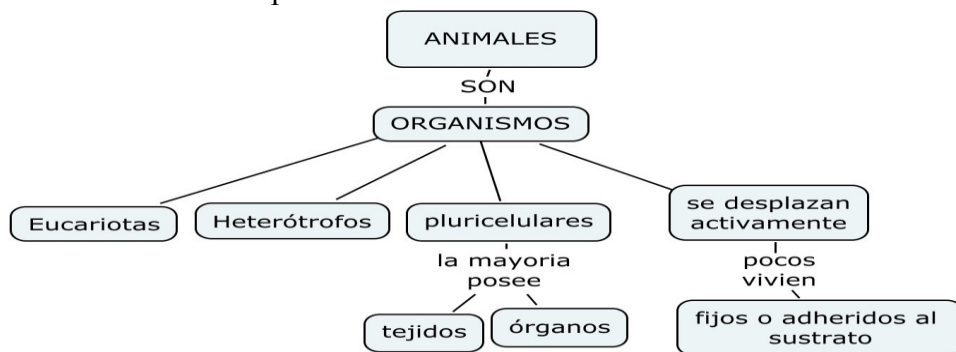 ANIMALES
SON
ORGANISMOS
Eucariotas
Heterótrofos
pluricelulares
se desplazan
activamente
la mayoria
posee
pocos
vivien
tejidos
órganos
fijos o adheridos al
sustrato